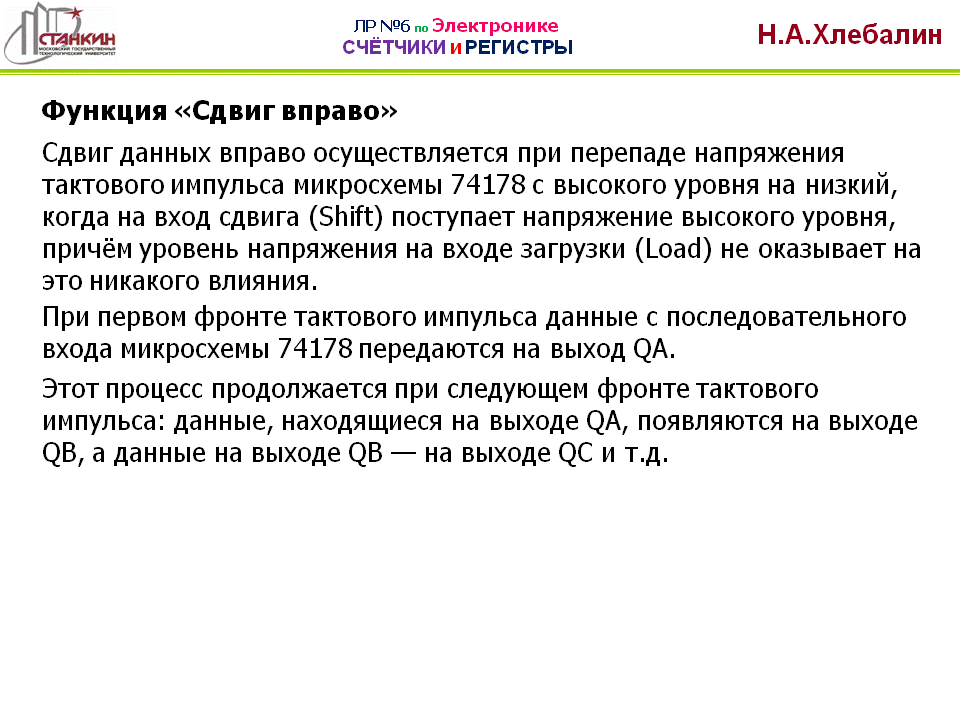 СТАНКИН
МОСКОВСКИЙ ГОСУДАРСТВЕННЫЙ
ТЕХНОЛОГИЧЕСКИЙ УНИВЕРСИТЕТ
ЛР №6 по Электронике
СЧЁТЧИКИ и РЕГИСТРЫ
Н.А.Хлебалин
Функция «Сдвиг вправо»
Сдвиг данных вправо осуществляется при перепаде напряжения
тактового импульса микросхемы 74178 с высокого уровня на низкий,
когда на вход сдвига (Shift) поступает напряжение высокого уровня,
причём уровень напряжения на входе загрузки (Load) не оказывает на
это никакого влияния.
При первом фронте тактового импульса данные с последовательного
входа микросхемы 74178 передаются на выход QA.
Этот процесс продолжается при следующем фронте тактового
импульса: данные, находящиеся на выходе QA, появляются на выходе
QB, а данные на выходе QB — на выходе QC и т.д.